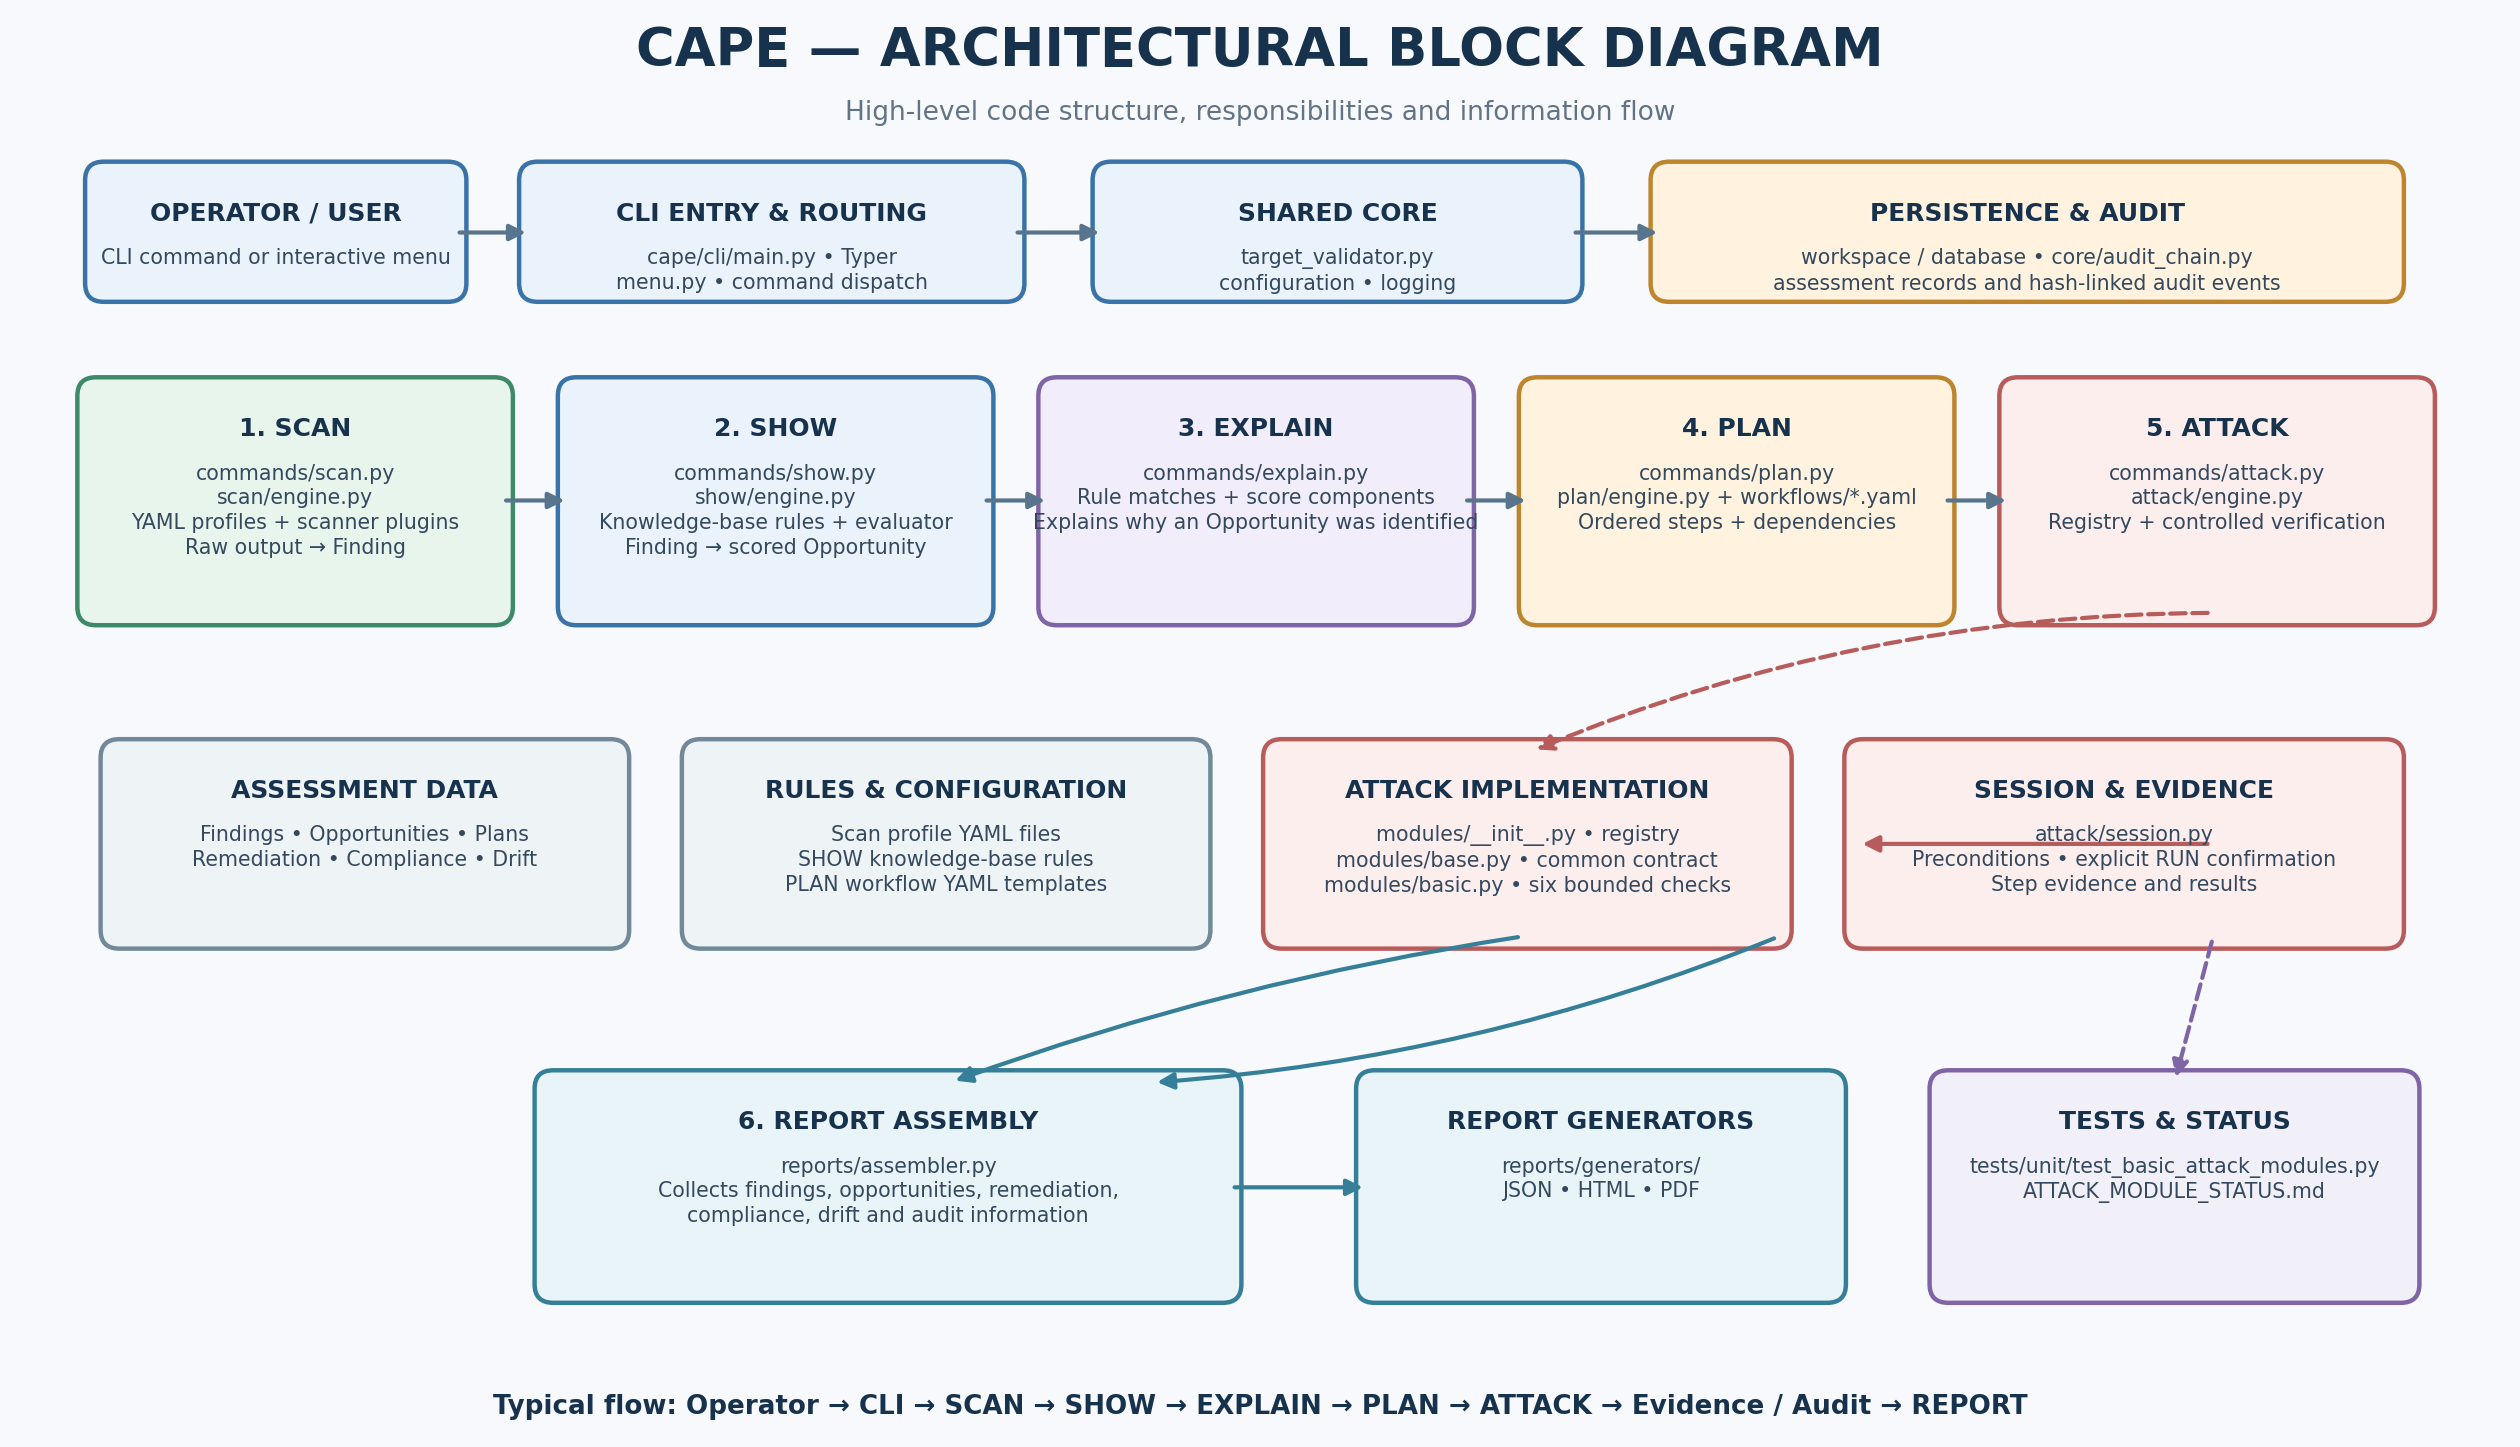 CAPE — ARCHITECTURAL BLOCK DIAGRAM
High-level code structure, responsibilities and information flow
OPERATOR / USER
CLI command or interactive menu
CLI ENTRY & ROUTING
cape/cli/main.py • Typer
menu.py • command dispatch
SHARED CORE
target_validator.py
configuration • logging
PERSISTENCE & AUDIT
workspace / database • core/audit_chain.py
assessment records and hash-linked audit events
1. SCAN
commands/scan.py
scan/engine.py
YAML profiles + scanner plugins
Raw output → Finding
2. SHOW
commands/show.py
show/engine.py
Knowledge-base rules + evaluator
Finding → scored Opportunity
3. EXPLAIN
commands/explain.py
Rule matches + score components
Explains why an Opportunity was identified
4. PLAN
commands/plan.py
plan/engine.py + workflows/*.yaml
Ordered steps + dependencies
5. ATTACK
commands/attack.py
attack/engine.py
Registry + controlled verification
ASSESSMENT DATA
Findings • Opportunities • Plans
Remediation • Compliance • Drift
RULES & CONFIGURATION
Scan profile YAML files
SHOW knowledge-base rules
PLAN workflow YAML templates
ATTACK IMPLEMENTATION
modules/__init__.py • registry
modules/base.py • common contract
modules/basic.py • six bounded checks
SESSION & EVIDENCE
attack/session.py
Preconditions • explicit RUN confirmation
Step evidence and results
6. REPORT ASSEMBLY
reports/assembler.py
Collects findings, opportunities, remediation,
compliance, drift and audit information
REPORT GENERATORS
reports/generators/
JSON • HTML • PDF
TESTS & STATUS
tests/unit/test_basic_attack_modules.py
ATTACK_MODULE_STATUS.md
Typical flow: Operator → CLI → SCAN → SHOW → EXPLAIN → PLAN → ATTACK → Evidence / Audit → REPORT